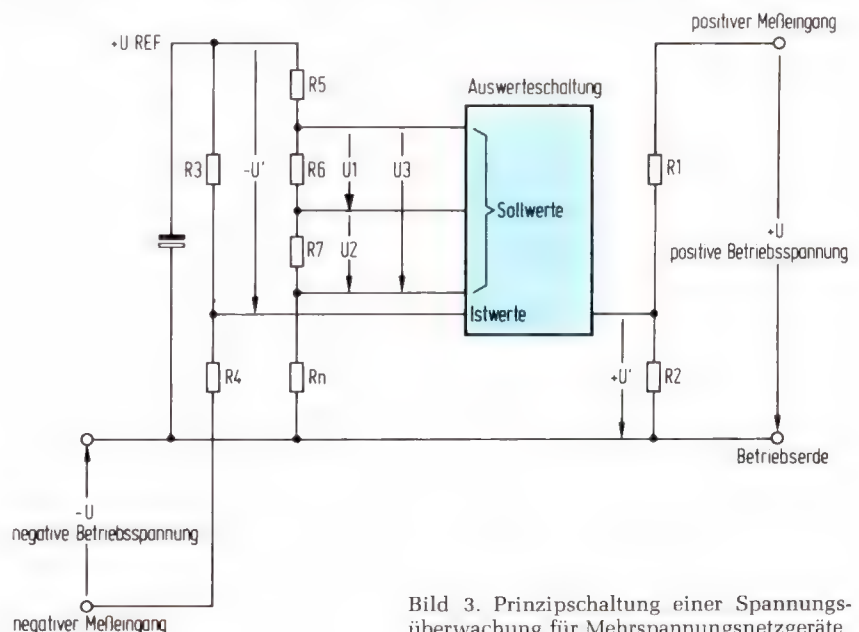 positiver Meßeingang
+U REF
R5
Auswerteschaltung
R3
-U'
R6
U1
U3
R1
Sollwerte
+U
positive Betriebsspannung
R7
U2
Istwerte
R4
Rn
+U'
R2
Betriebserde
-U
negative Betriebsspannung
negativer Meßeingang
Bild 3. Prinzipschaltung einer Spannungs-
überwachung für Mehrspannungsnetzgeräte